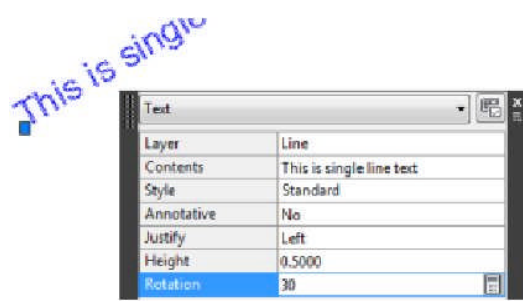 This is single
Text
Layer Line
Contents This is single line text
Style Standard
Annotative No
Justify Left
Height 0.5000
Rotation 30